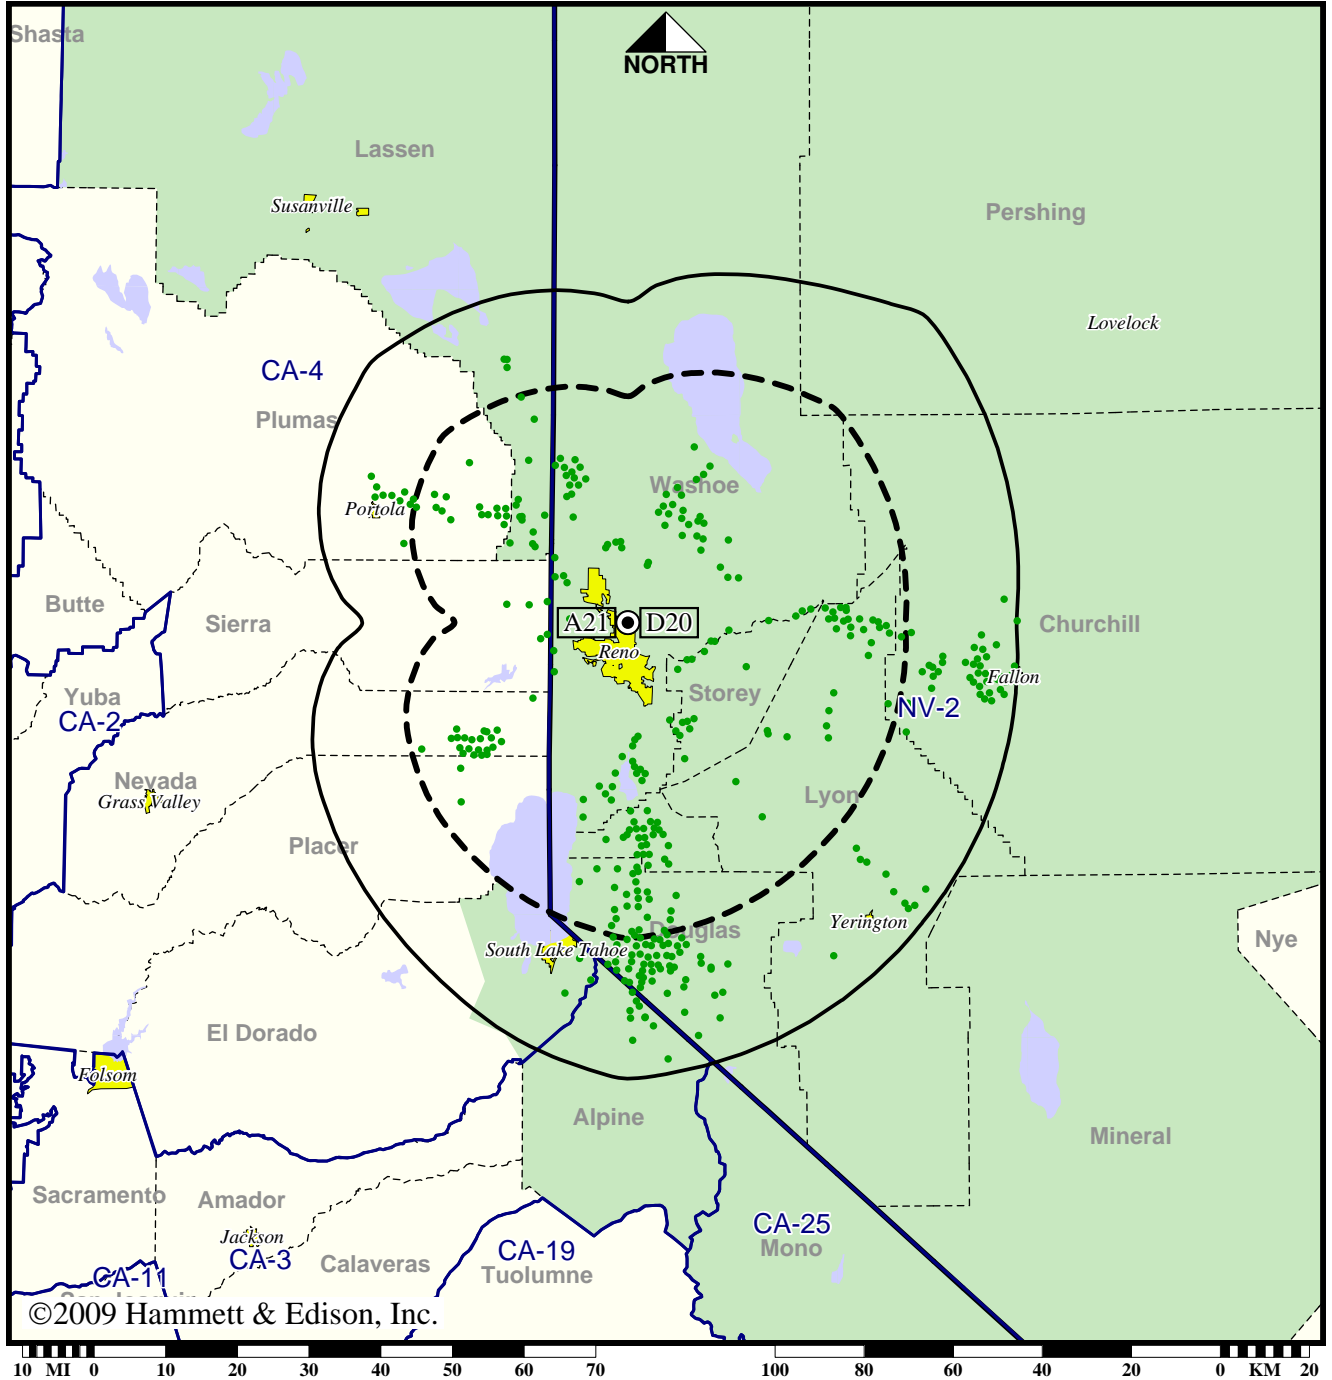 Shasta
NORTH
Lassen
Susanville
Pershing
Lovelock
CA-4
Plumas
Washoe
Portola
Butte
Sierra
A21
D20
Churchill
Reno
Fallon
Yuba
Storey
CA-2
NV-2
Nevada
Grass Valley
Lyon
Placer
Yerington
Douglas
Nye
South Lake Tahoe
El Dorado
Folsom
Alpine
Mineral
Sacramento
Amador
CA-25
Jackson
Mono
CA-3
CA-19
Calaveras
Tuolumne
CA-11
San Joaquin
©2009 Hammett & Edison, Inc.
10 MI 0 10 20 30 40 50 60 70 100 80 60 40 20 0 KM 20